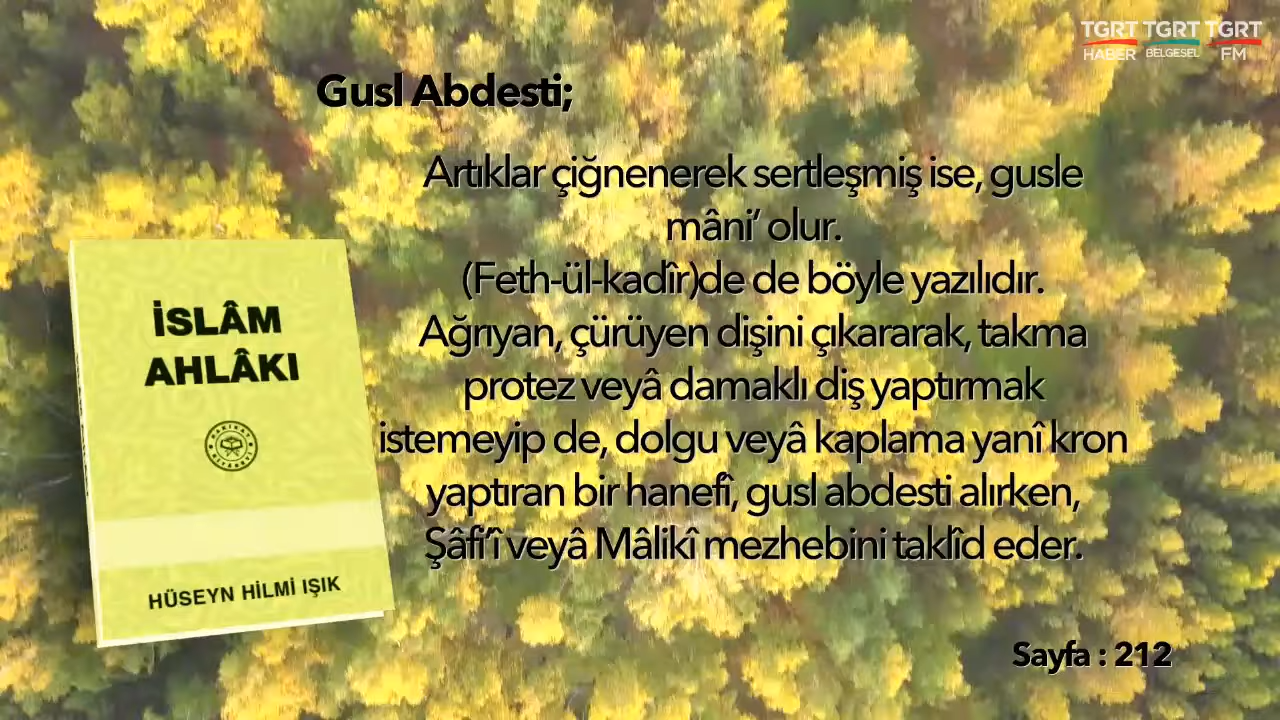 TGRT TGRT TGRT
HABER BELGESEL FM
Gusl Abdesti;
Artıklar çiğnenerek sertleşmiş ise, gusle
mâni’ olur.
(Feth-ül-kadîr)de de böyle yazılıdır.
Ağrıyan, çürüyen dişini çıkararak, takma
protez veyâ damaklı diş yaptırmak
istemeyip de, dolgu veyâ kaplama yanî kron
yaptıran bir hanefî, gusl abdesti alırken,
Şâfi’î veyâ Mâlikî mezhebini taklîd eder.
İSLÂM
AHLÂKI
HÜSEYN HİLMİ IŞIK
Sayfa : 212